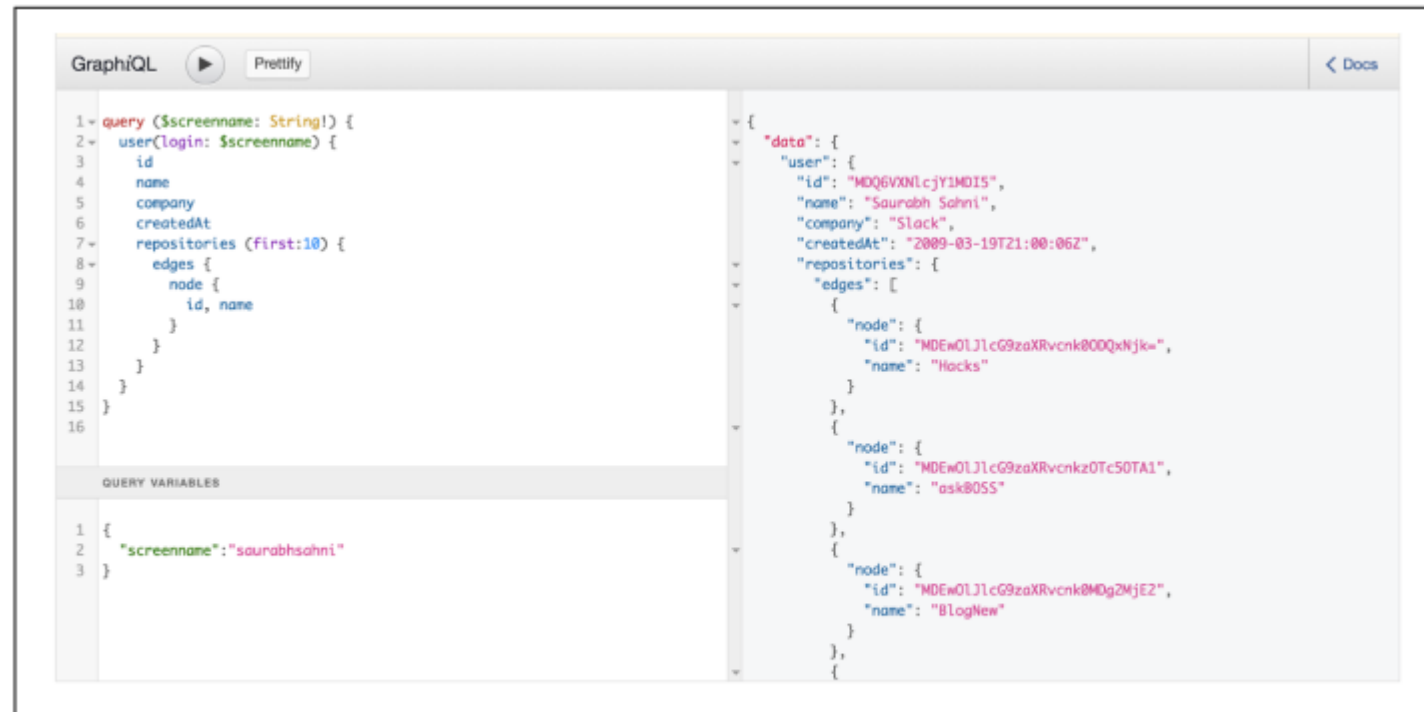 GraphiQL Prettify < Docs
1 query ($screenname: String!) {
2 user(login: $screenname) {
3 id
4 name
5 company
6 createdAt
7 repositories (first:10) {
8 edges {
9 node {
10 id, name
11 }
12 }
13 }
14 }
15 }
16
QUERY VARIABLES
1 {
2 "screenname":"saurabhsahni"
3 }
{
"data": {
"user": {
"id": "MDQ6VXNlcjY1MDI5",
"name": "Saurabh Sahni",
"company": "Slack",
"createdAt": "2009-03-19T21:00:06Z",
"repositories": {
"edges": [
{
"node": {
"id": "MDEwOlJlcG9zaXRvcnk0ODQxNjk=",
"name": "Hacks"
}
},
{
"node": {
"id": "MDEwOlJlcG9zaXRvcnkzOTc5OTA1",
"name": "askBOSS"
}
},
{
"node": {
"id": "MDEwOlJlcG9zaXRvcnk0MDg2MjE2",
"name": "BlogNew"
}
},
{